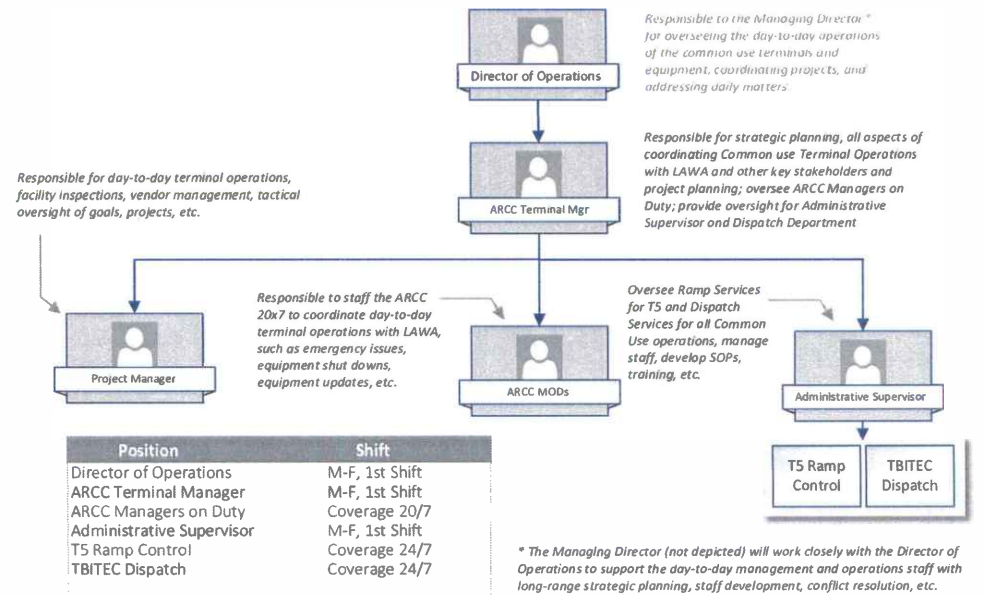 Responsible to the Managing Director*
for overseeing the day-to-day operations
of the common use terminals and
equipment, coordinating projects, and
addressing daily matters
Director of Operations
Responsible for strategic planning, all aspects of
coordinating Common use Terminal Operations
with LAWA and other key stakeholders and
project planning; oversee ARCC Managers on
Duty; provide oversight for Administrative
Supervisor and Dispatch Department
ARCC Terminal Mgr
Responsible for day-to-day terminal operations,
facility inspections, vendor management, tactical
oversight of goals, projects, etc.
Project Manager
Responsible to staff the ARCC
20x7 to coordinate day-to-day
terminal operations with LAWA,
such as emergency issues,
equipment shut downs,
equipment updates, etc.
ARCC MODs
Oversee Ramp Services
for T5 and Dispatch
Services for all Common
Use operations, manage
staff, develop SOPs,
training, etc.
Administrative Supervisor
T5 Ramp
Control
TBITEC
Dispatch
Position Shift
Director of Operations M-F, 1st Shift
ARCC Terminal Manager M-F, 1st Shift
ARCC Managers on Duty Coverage 20/7
Administrative Supervisor M-F, 1st Shift
T5 Ramp Control Coverage 24/7
TBITEC Dispatch Coverage 24/7
* The Managing Director (not depicted) will work closely with the Director of
Operations to support the day-to-day management and operations staff with
long-range strategic planning, staff development, conflict resolution, etc.